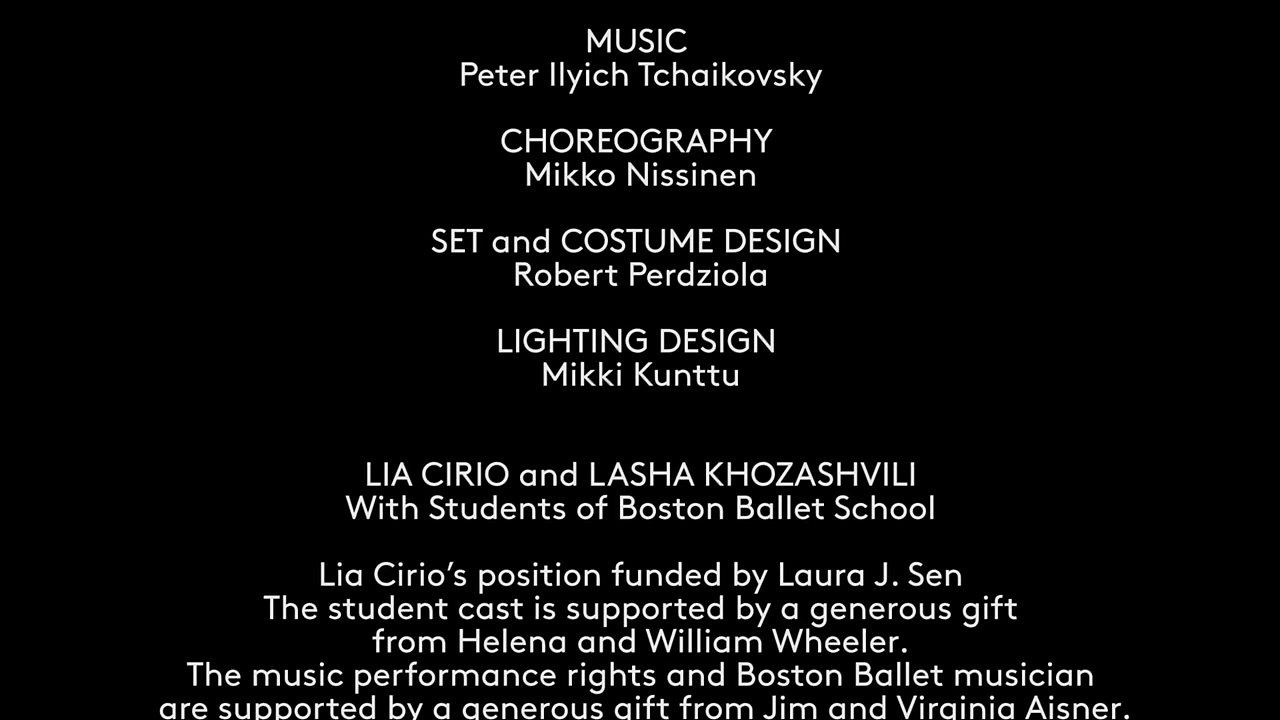 MUSIC
Peter Ilyich Tchaikovsky
CHOREOGRAPHY
Mikko Nissinen
SET and COSTUME DESIGN
Robert Perdziola
LIGHTING DESIGN
Mikki Kunttu
LIA CIRIO and LASHA KHOZASHVILI
With Students of Boston Ballet School
Lia Cirio’s position funded by Laura J. Sen
The student cast is supported by a generous gift
from Helena and William Wheeler.
The music performance rights and Boston Ballet musician
are supported by a generous gift from Jim and Virginia Aisner.